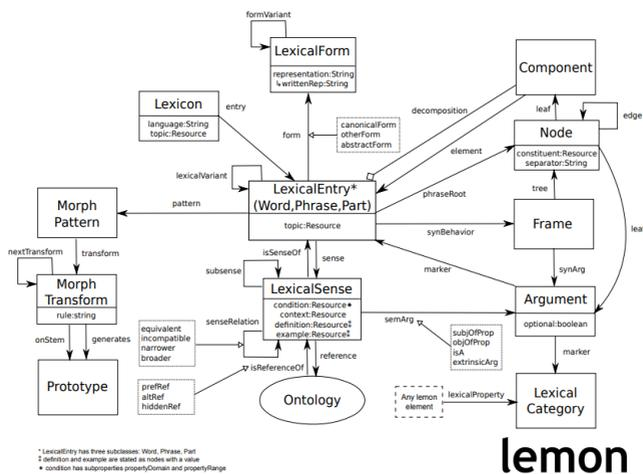 formVariant
LexicalForm
representation:String
↳writtenRep:String
Component
Lexicon
language:String
topic:Resource
entry
form
canonicalForm
otherForm
abstractForm
decomposition
element
leaf
edge
Node
constituent:Resource
separator:String
lexicalVariant
LexicalEntry*
(Word,Phrase,Part)
topic:Resource
phraseRoot
tree
Morph
Pattern
pattern
synBehavior
Frame
leaf
nextTransform
transform
isSenseOf
sense
marker
synArg
Morph
Transform
rule:string
subsense
LexicalSense
condition:Resource★
context:Resource
definition:Resource‡
example:Resource‡
Argument
optional:boolean
semArg
onStem
generates
equivalent
incompatible
narrower
broader
senseRelation
subjOfProp
objOfProp
isA
extrinsicArg
marker
Prototype
prefRef
altRef
hiddenRef
isReferenceOf
reference
Ontology
Any lemon
element
lexicalProperty
Lexical
Category
* LexicalEntry has three subclasses: Word, Phrase, Part
‡ definition and example are stated as nodes with a value
★ condition has subproperties propertyDomain and propertyRange
lemon